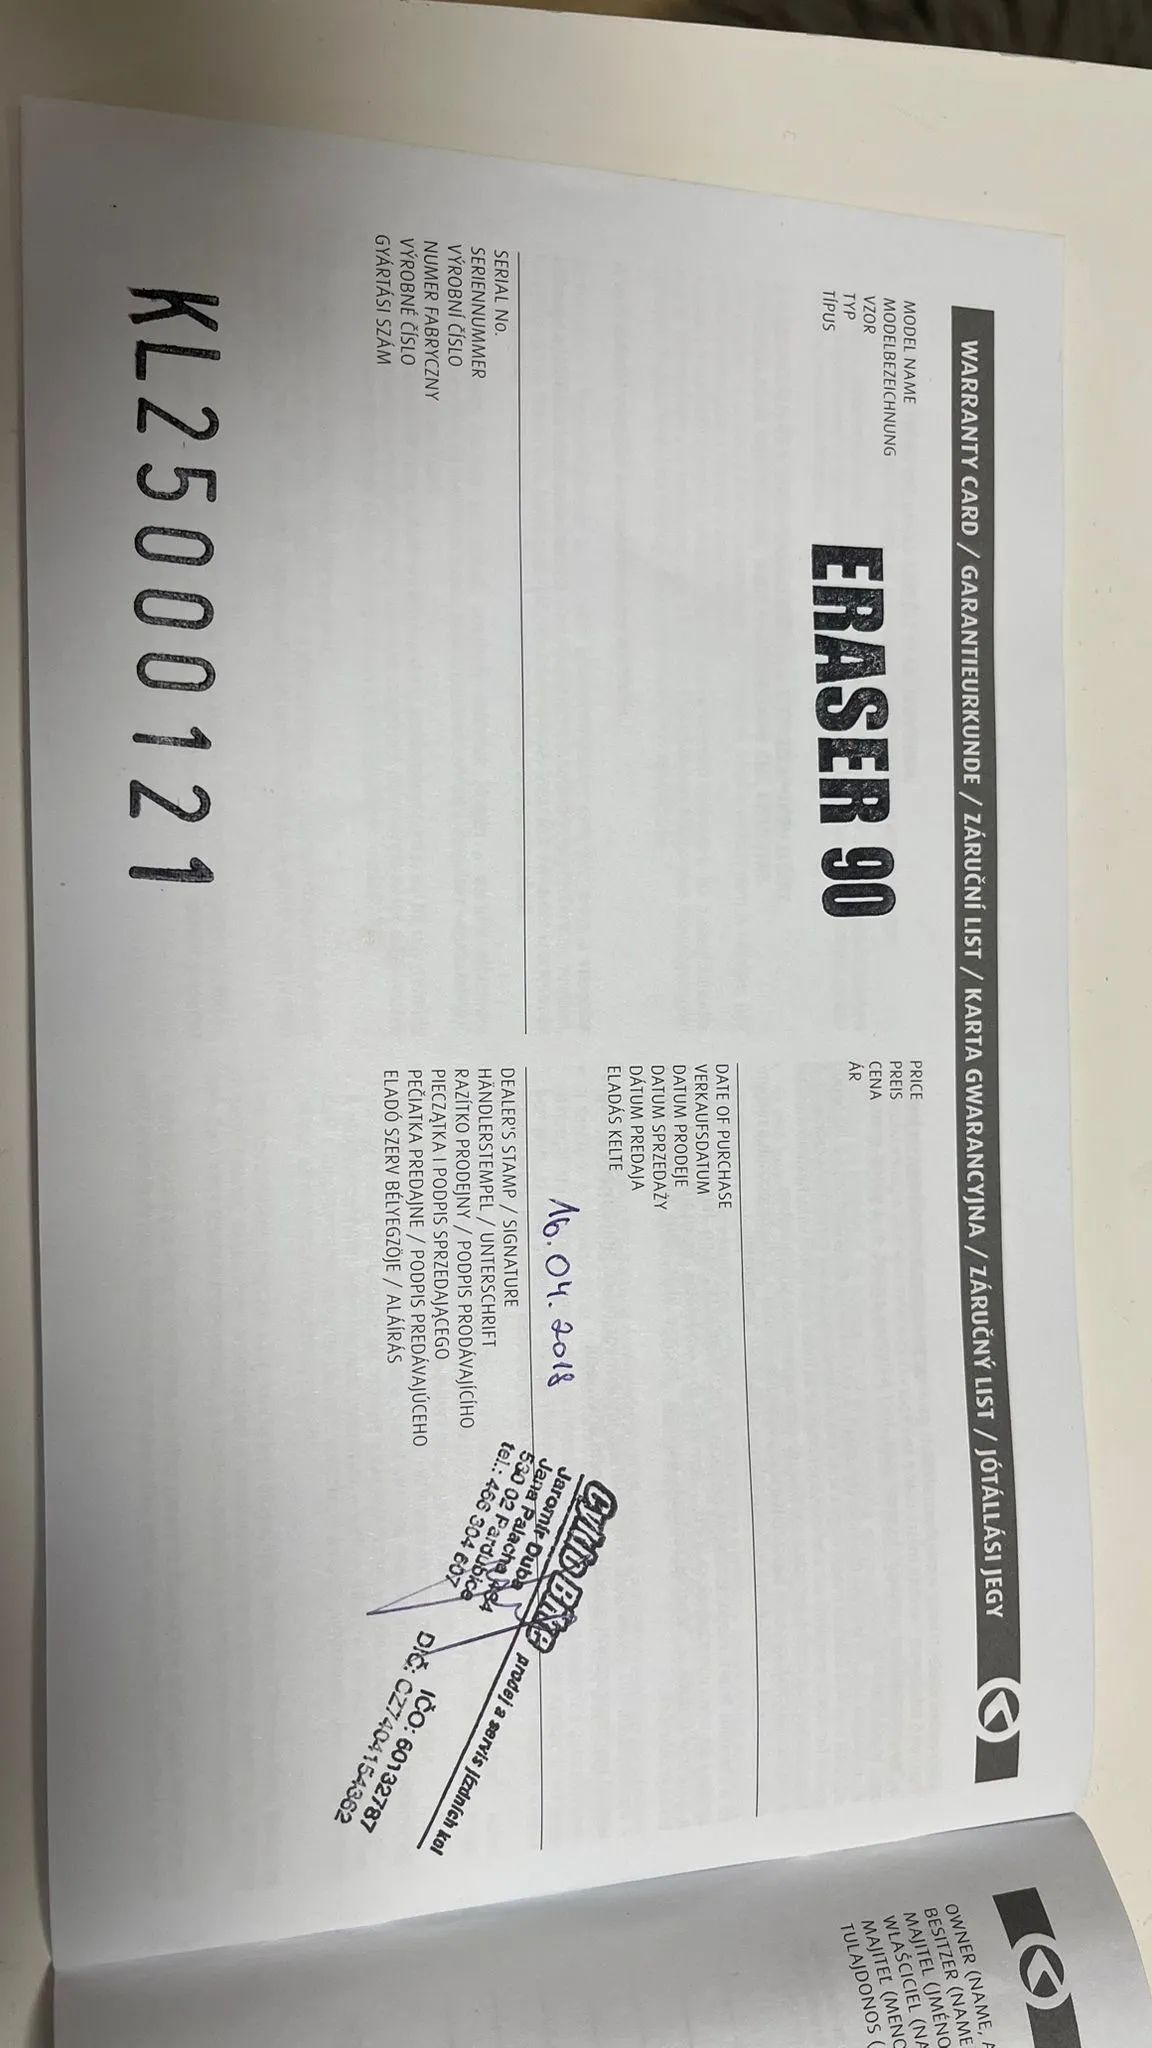 WARRANTY CARD / GARANTIEURKUNDE / ZÁRUČNÍ LIST / KARTA GWARANCYJNA / ZÁRUČNÝ LIST / JÓTÁLLÁSI JEGY
MODEL NAME
MODELBEZEICHNUNG
VZOR
TYP
TÍPUS
ERASER 90
PRICE
PREIS
CENA
ÁR
DATE OF PURCHASE
VERKAUFSDATUM
DATUM PRODEJE
DATUM SPRZEDAŻY
DÁTUM PREDAJA
ELADÁS KELTE
16.04.2018
SERIAL No.
SERIENNUMMER
VÝROBNÍ ČÍSLO
NUMER FABRYCZNY
VÝROBNÉ ČÍSLO
GYÁRTÁSI SZÁM
KL25000121
DEALER'S STAMP / SIGNATURE
HÄNDLERSTEMPEL / UNTERSCHRIFT
RAZÍTKO PRODEJNY / PODPIS PRODÁVAJÍCÍHO
PIECZĄTKA I PODPIS SPRZEDAJĄCEGO
PEČIATKA PREDAJNE / PODPIS PREDÁVAJÚCEHO
ELADÓ SZERV BÉLYEGZÖJE / ALÁÍRÁS
prodej a servis jízdních kol
Jaromír Duba
Jana Palacha
530 02 Pardubice
tel.: 466 304 607
IČO: 60132787
DIČ: CZ7404154362
OWNER (NAME,
BESITZER (NAME
MAJITEL (JMÉNO
WŁAŚCICIEL (NA
MAJITEĽ (MENO
TULAJDONOS (